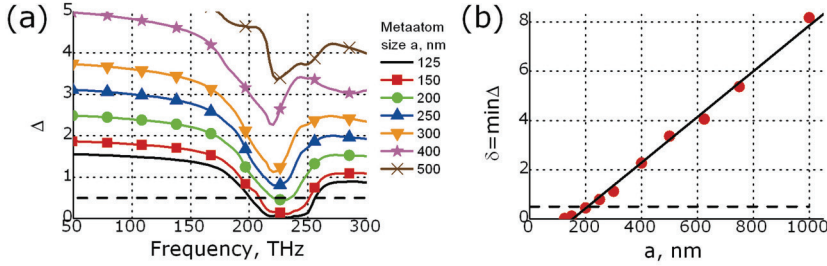 (a)
5
4
3
2
1
0
Δ
50 100 150 200 250 300
Frequency, THz
Metaatom
size a, nm
125
150
200
250
300
400
500
(b)
8
6
4
2
0
δ=minΔ
0 200 400 600 800 1000
a, nm